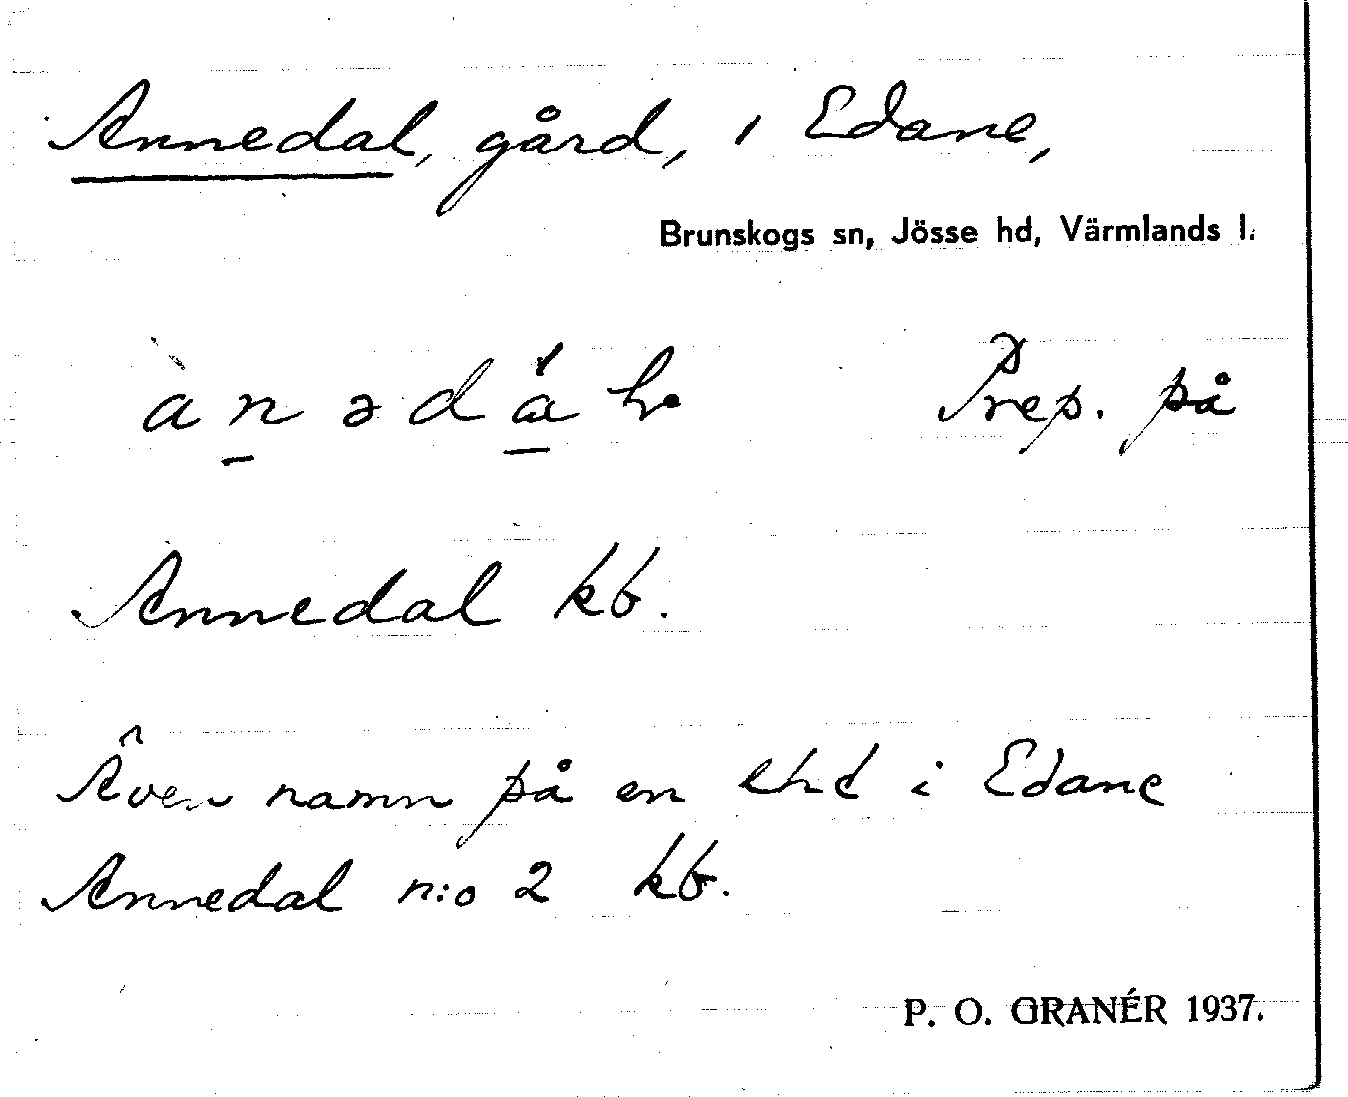 Annedal, gård, i Edane,
Brunskogs sn, Jösse hd, Värmlands l.
Prep. på
Annedal kb.
Även namn på en lhd i Edane
Annedal n:o 2 kb.
P. O. GRANÉR 1937.